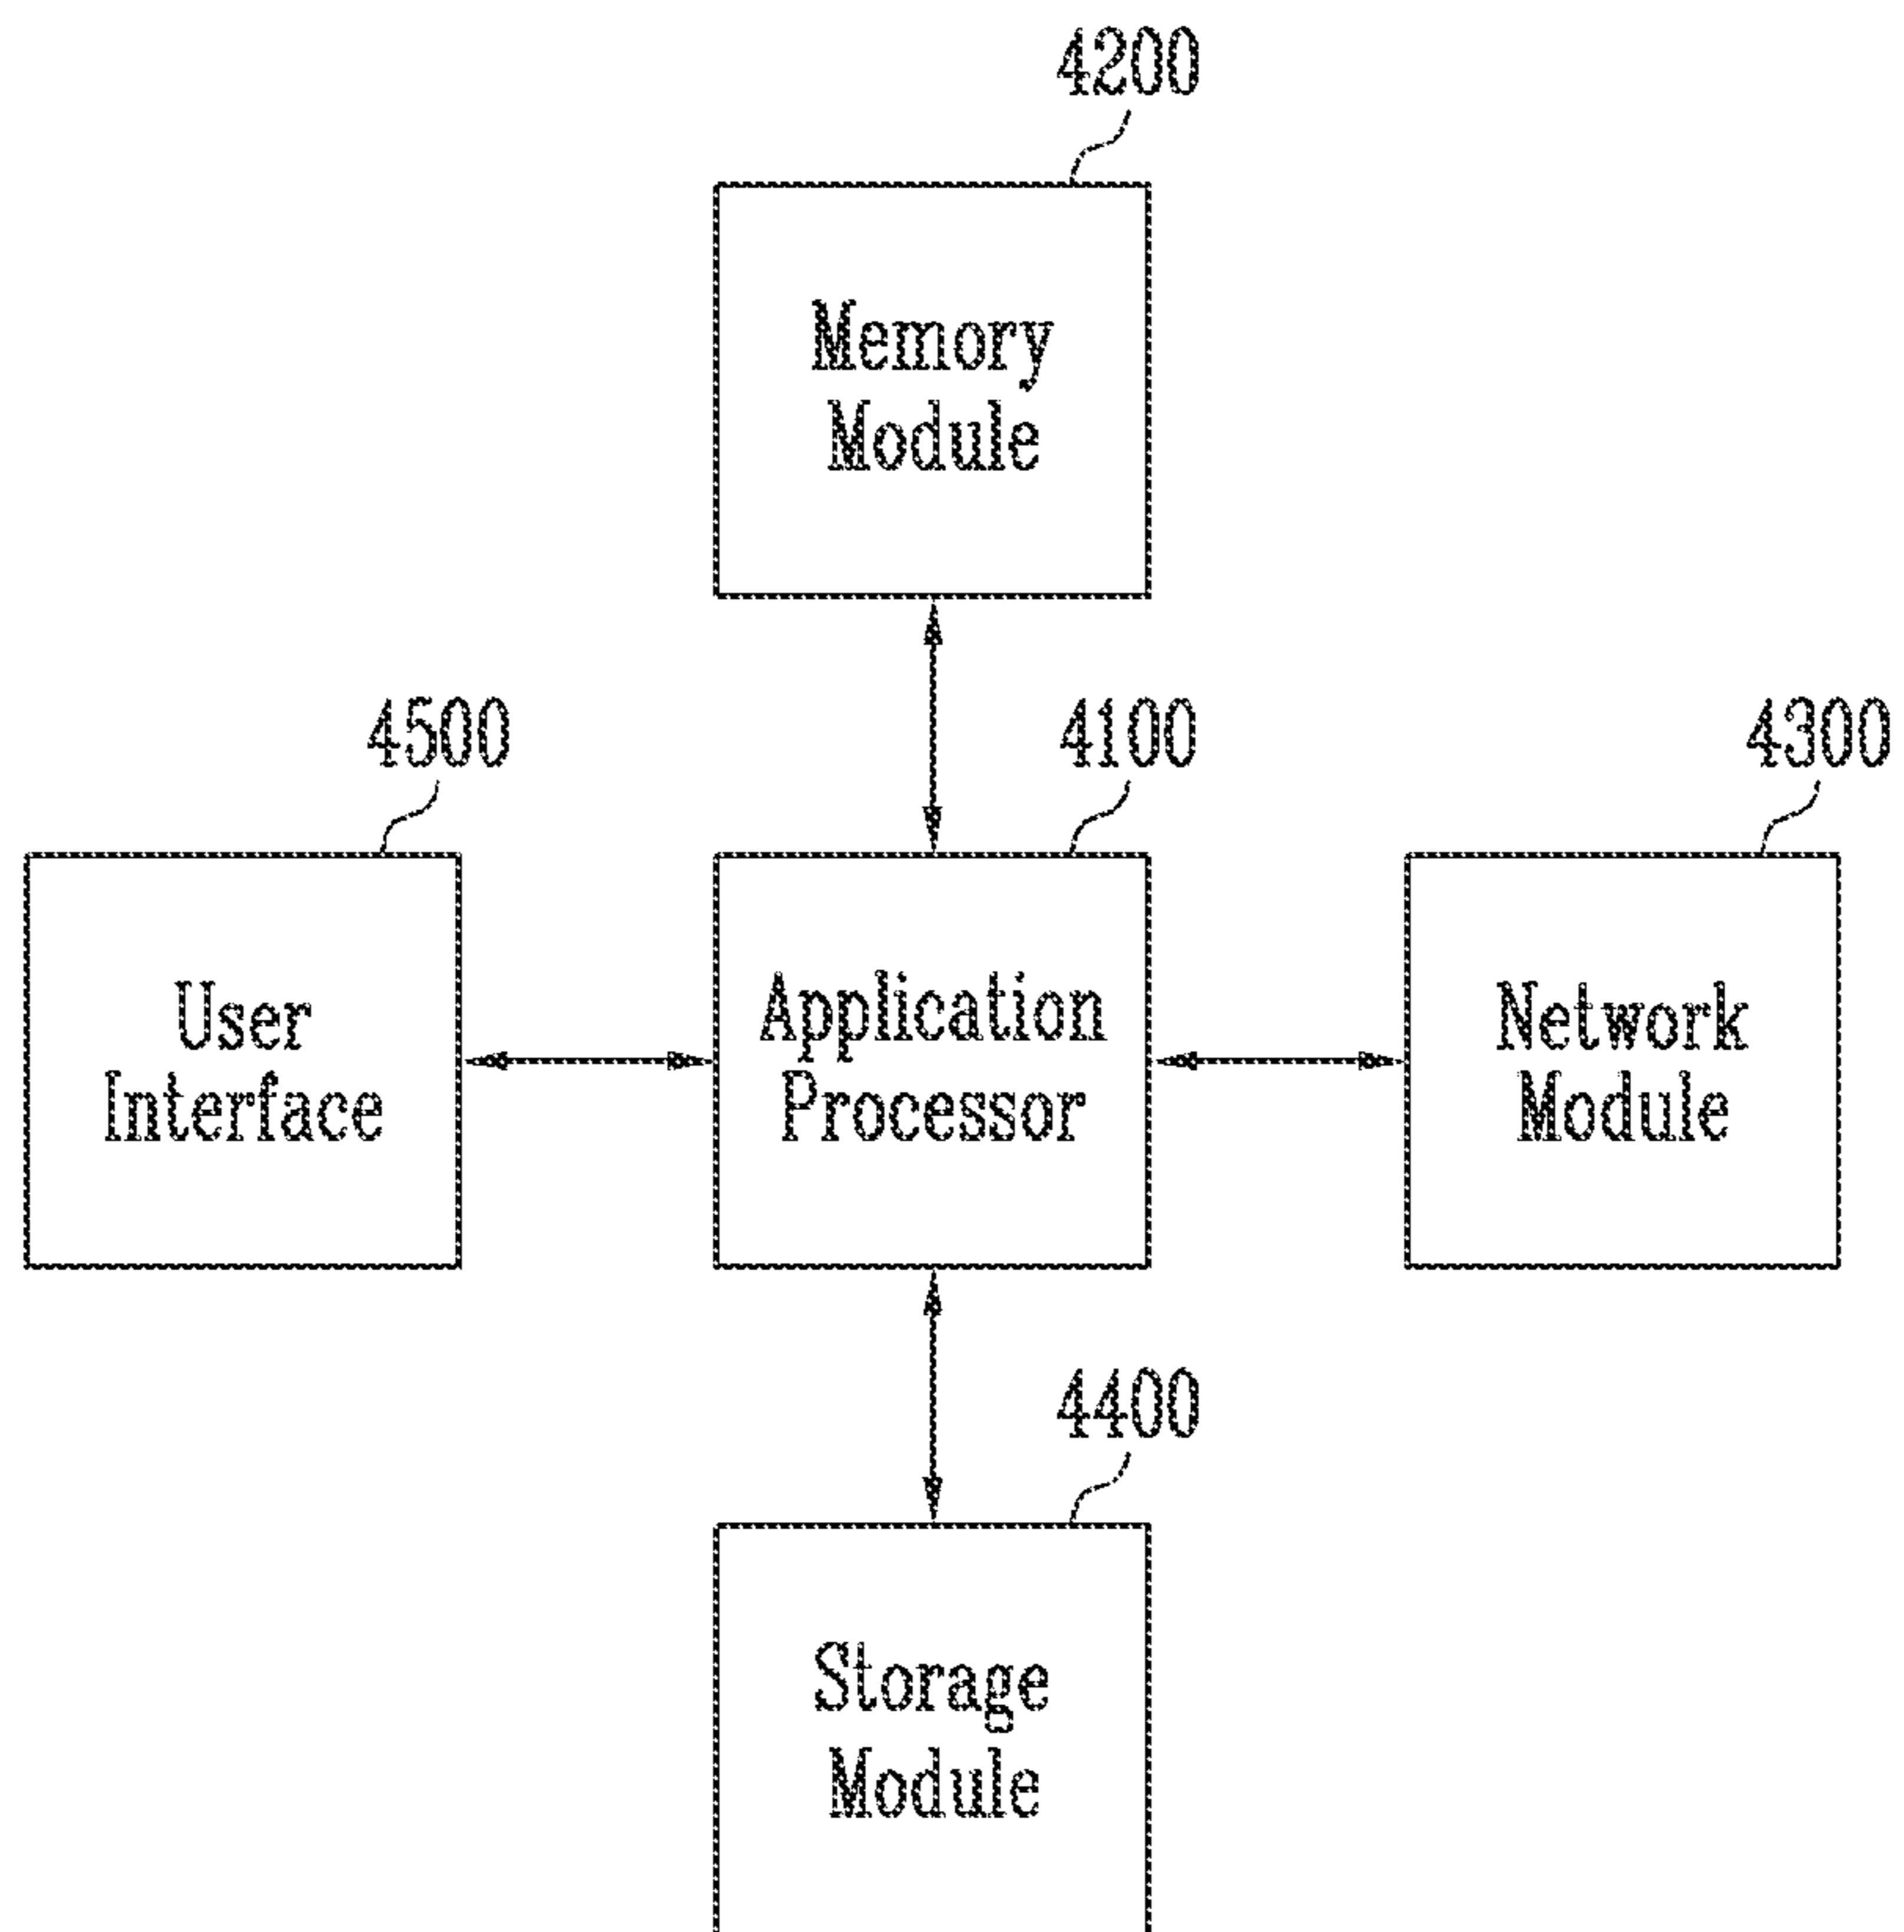 4200
Memory
Module
4500
4100
4300
User
Interface
Application
Processor
Network
Module
4400
Storage
Module